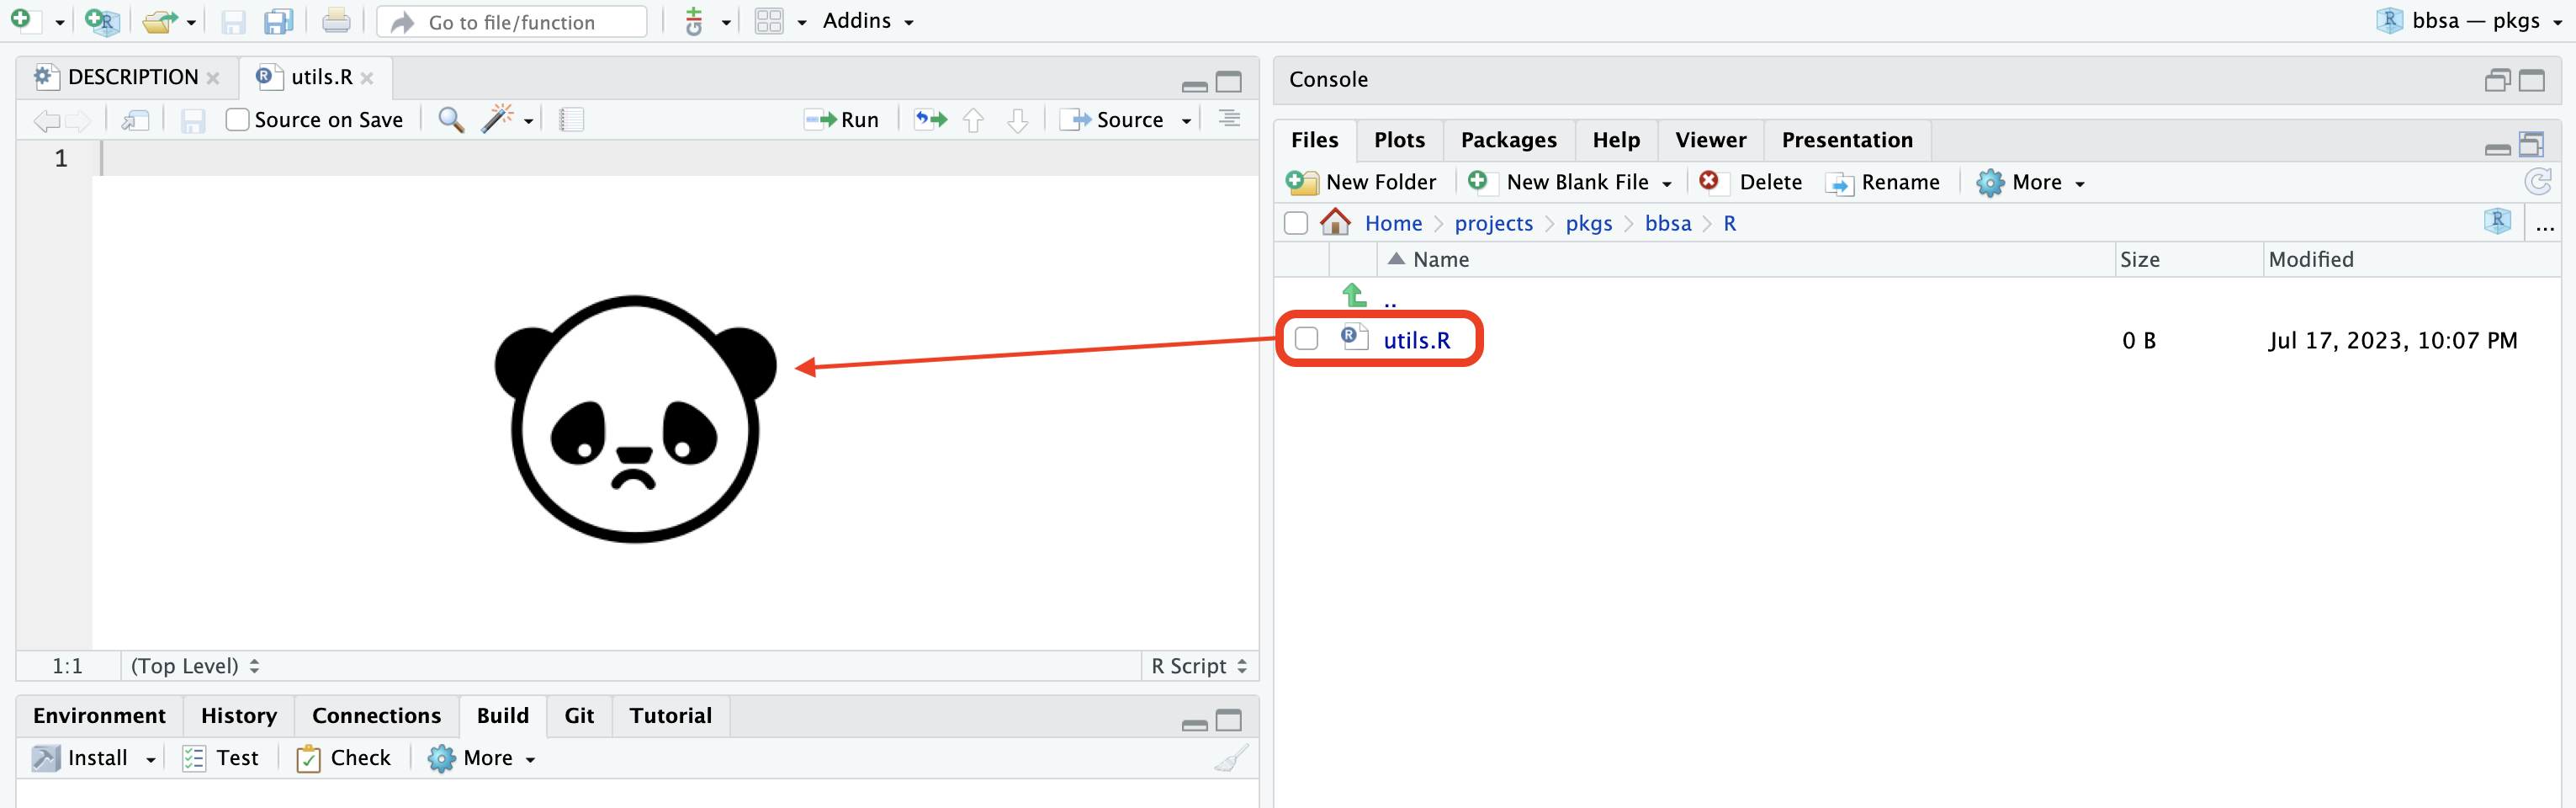 Go to file/function
Addins
bbsa — pkgs
DESCRIPTION
utils.R
Source on Save
Run
Source
1
1:1
(Top Level)
R Script
Environment
History
Connections
Build
Git
Tutorial
Install
Test
Check
More
Console
Files
Plots
Packages
Help
Viewer
Presentation
New Folder
New Blank File
Delete
Rename
More
Home
projects
pkgs
bbsa
R
...
Name
Size
Modified
..
utils.R
0 B
Jul 17, 2023, 10:07 PM